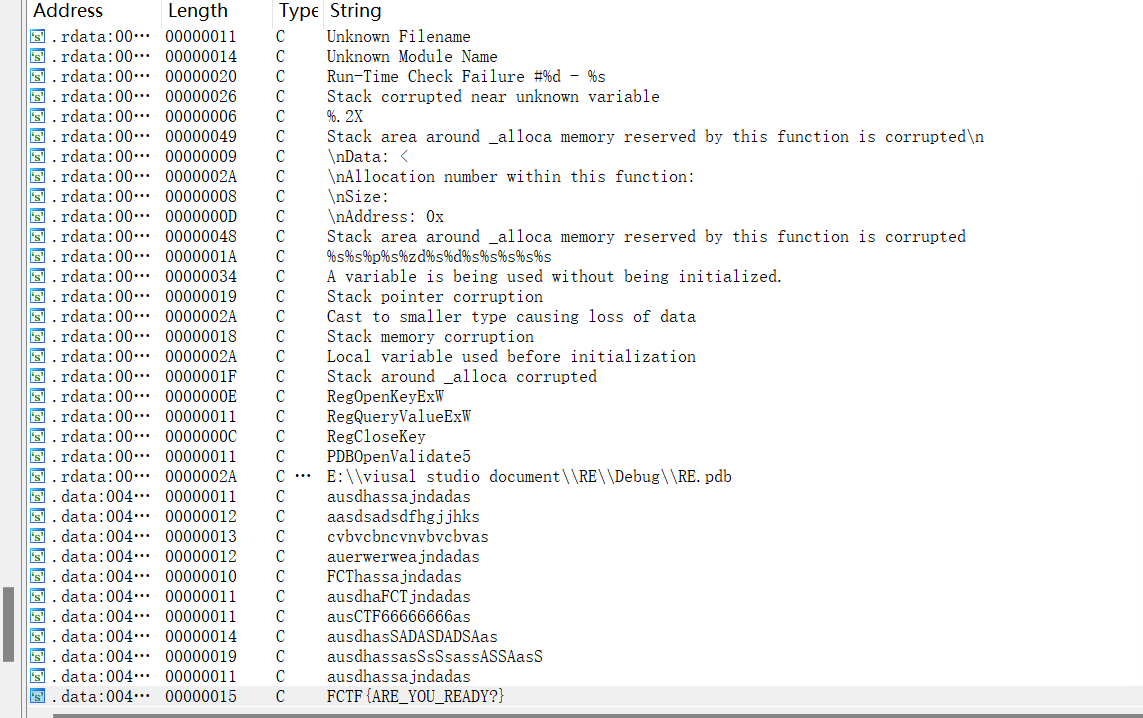 Address Length Type String
.rdata:00··· 00000011 C Unknown Filename
.rdata:00··· 00000014 C Unknown Module Name
.rdata:00··· 00000020 C Run-Time Check Failure #%d - %s
.rdata:00··· 00000026 C Stack corrupted near unknown variable
.rdata:00··· 00000006 C %.2X
.rdata:00··· 00000049 C Stack area around _alloca memory reserved by this function is corrupted\n
.rdata:00··· 00000009 C \nData: <
.rdata:00··· 0000002A C \nAllocation number within this function:
.rdata:00··· 00000008 C \nSize:
.rdata:00··· 0000000D C \nAddress: 0x
.rdata:00··· 00000048 C Stack area around _alloca memory reserved by this function is corrupted
.rdata:00··· 0000001A C %s%s%p%s%zd%s%d%s%s%s%s%s
.rdata:00··· 00000034 C A variable is being used without being initialized.
.rdata:00··· 00000019 C Stack pointer corruption
.rdata:00··· 0000002A C Cast to smaller type causing loss of data
.rdata:00··· 00000018 C Stack memory corruption
.rdata:00··· 0000002A C Local variable used before initialization
.rdata:00··· 0000001F C Stack around _alloca corrupted
.rdata:00··· 0000000E C RegOpenKeyExW
.rdata:00··· 00000011 C RegQueryValueExW
.rdata:00··· 0000000C C RegCloseKey
.rdata:00··· 00000011 C PDBOpenValidate5
.rdata:00··· 0000002A C ··· E:\\viusal studio document\\RE\\Debug\\RE.pdb
.data:004··· 00000011 C ausdhassajndadas
.data:004··· 00000012 C aasdsadsdfhgjjhks
.data:004··· 00000013 C cvbvcbncvnvbvcbvas
.data:004··· 00000012 C auerwerweajndadas
.data:004··· 00000010 C FCThassajndadas
.data:004··· 00000011 C ausdhaFCTjndadas
.data:004··· 00000011 C ausCTF66666666as
.data:004··· 00000014 C ausdhasSADASDADSAas
.data:004··· 00000019 C ausdhassasSsSsassASSAasS
.data:004··· 00000011 C ausdhassajndadas
.data:004··· 00000015 C FCTF{ARE_YOU_READY?}